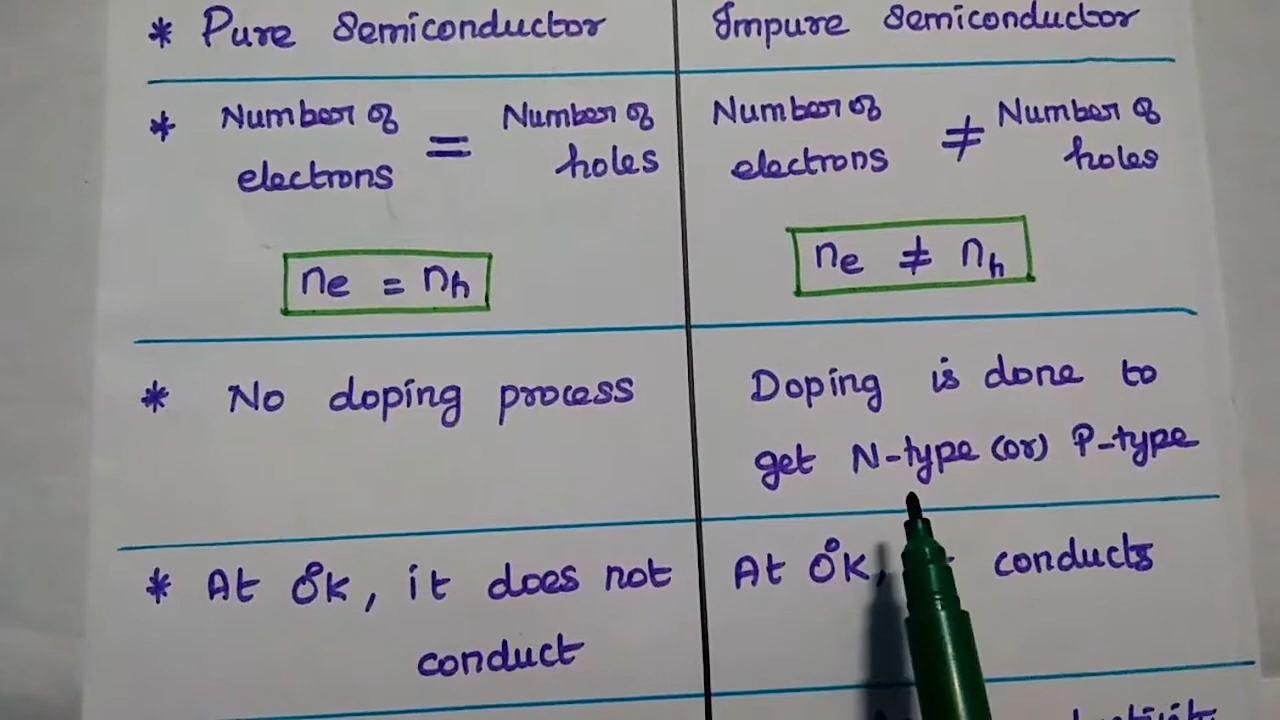 * Pure Semiconductor
Impure Semiconductor
* Number of electrons = Number of holes
Number of electrons ≠ Number of holes
ne = nh
ne ≠ nh
* No doping process
Doping is done to
get N-type (or) P-type
* At 0°K, it does not
conduct
At 0°K, conducts